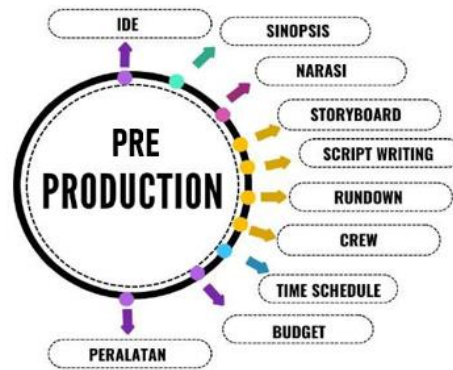 IDE
SINOPSIS
NARASI
STORYBOARD
SCRIPT WRITING
RUNDOWN
CREW
TIME SCHEDULE
BUDGET
PERALATAN
PRE
PRODUCTION